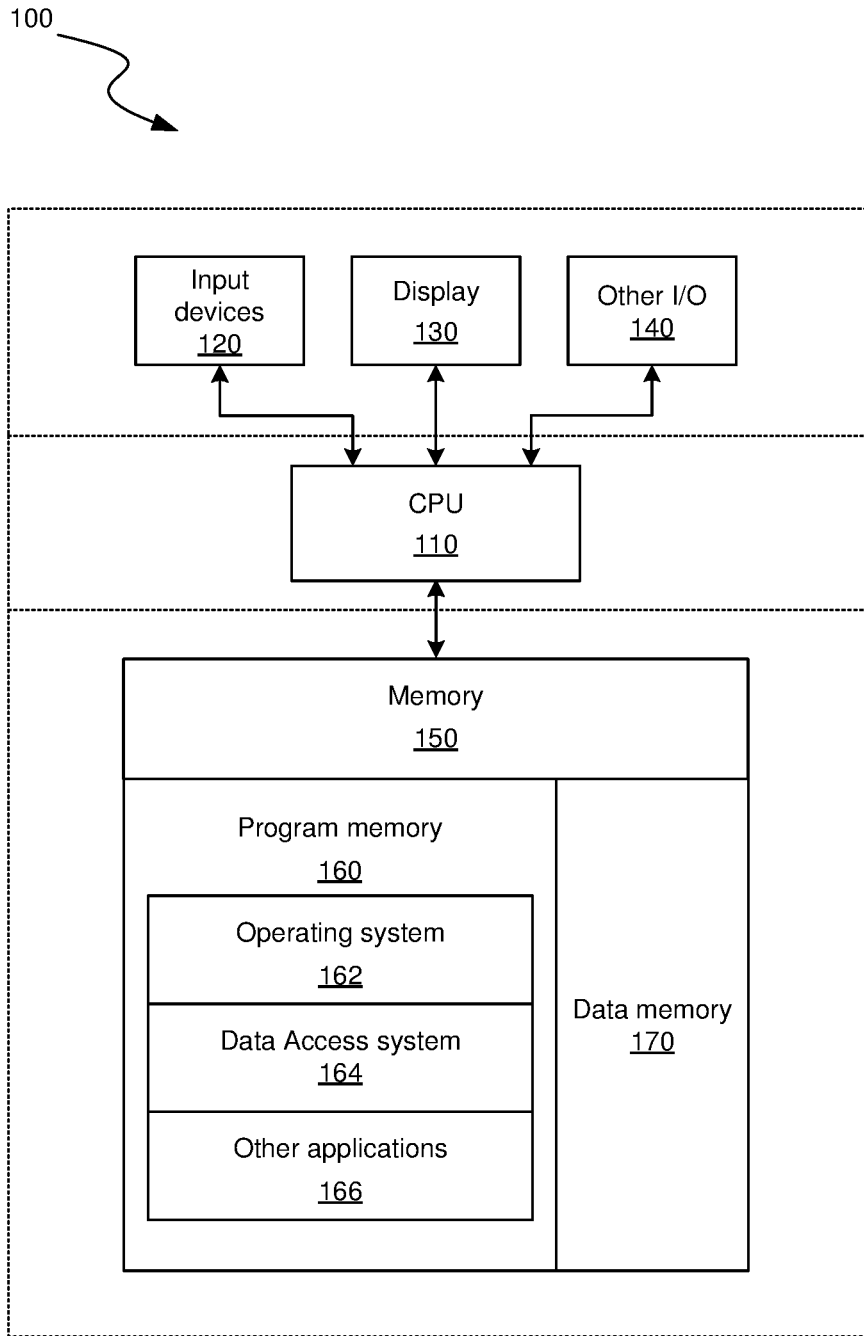 100
Input
devices
120
Display
130
Other I/O
140
CPU
110
Memory
150
Program memory
160
Operating system
162
Data Access system
164
Other applications
166
Data memory
170